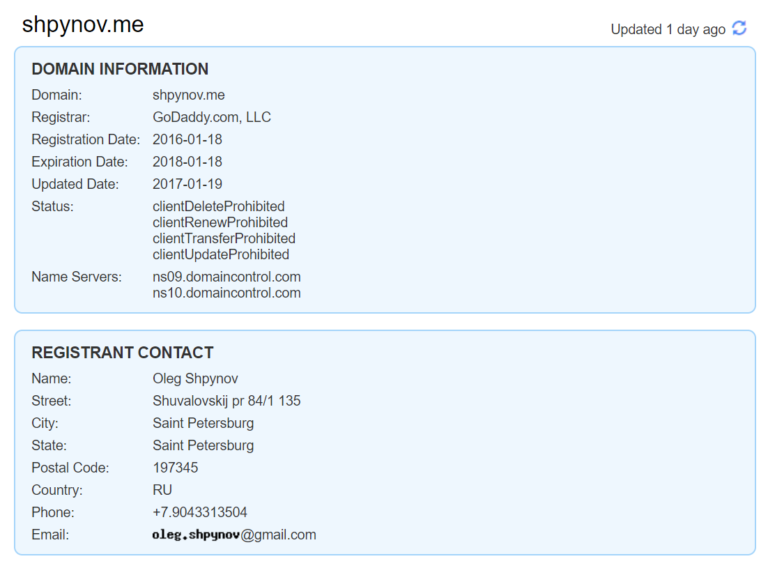 shpynov.me
Updated 1 day ago
DOMAIN INFORMATION
Domain: shpynov.me
Registrar: GoDaddy.com, LLC
Registration Date: 2016-01-18
Expiration Date: 2018-01-18
Updated Date: 2017-01-19
Status: clientDeleteProhibited
clientRenewProhibited
clientTransferProhibited
clientUpdateProhibited
Name Servers: ns09.domaincontrol.com
ns10.domaincontrol.com
REGISTRANT CONTACT
Name: Oleg Shpynov
Street: Shuvalovskij pr 84/1 135
City: Saint Petersburg
State: Saint Petersburg
Postal Code: 197345
Country: RU
Phone: +7.9043313504
Email: oleg.shpynov@gmail.com